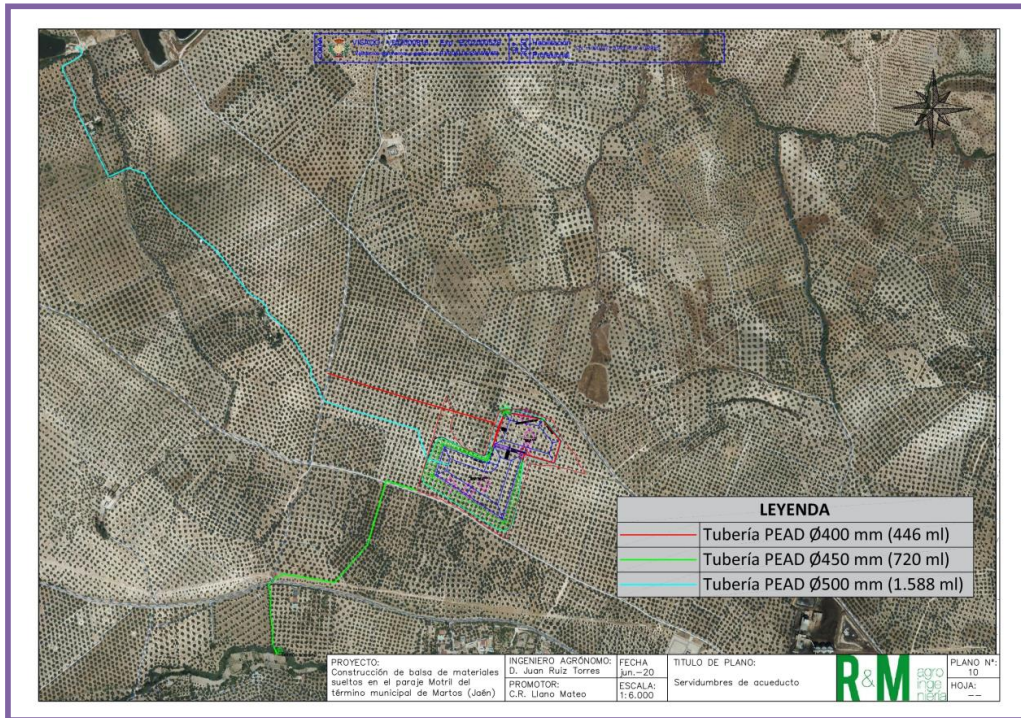 LEYENDA
Tubería PEAD Ø400 mm (446 ml)
Tubería PEAD Ø450 mm (720 ml)
Tubería PEAD Ø500 mm (1.588 ml)
PROYECTO:
Construcción de balsa de materiales
sueltos en el paraje Motril del
término municipal de Martos (Jaén)
INGENIERO AGRÓNOMO:
D. Juan Ruíz Torres
PROMOTOR:
C.R. Llano Mateo
FECHA
jun.-20
ESCALA:
1:6.000
TITULO DE PLANO:
Servidumbres de acueducto
R&M agro
inge
niería
PLANO Nº:
10
HOJA:
--